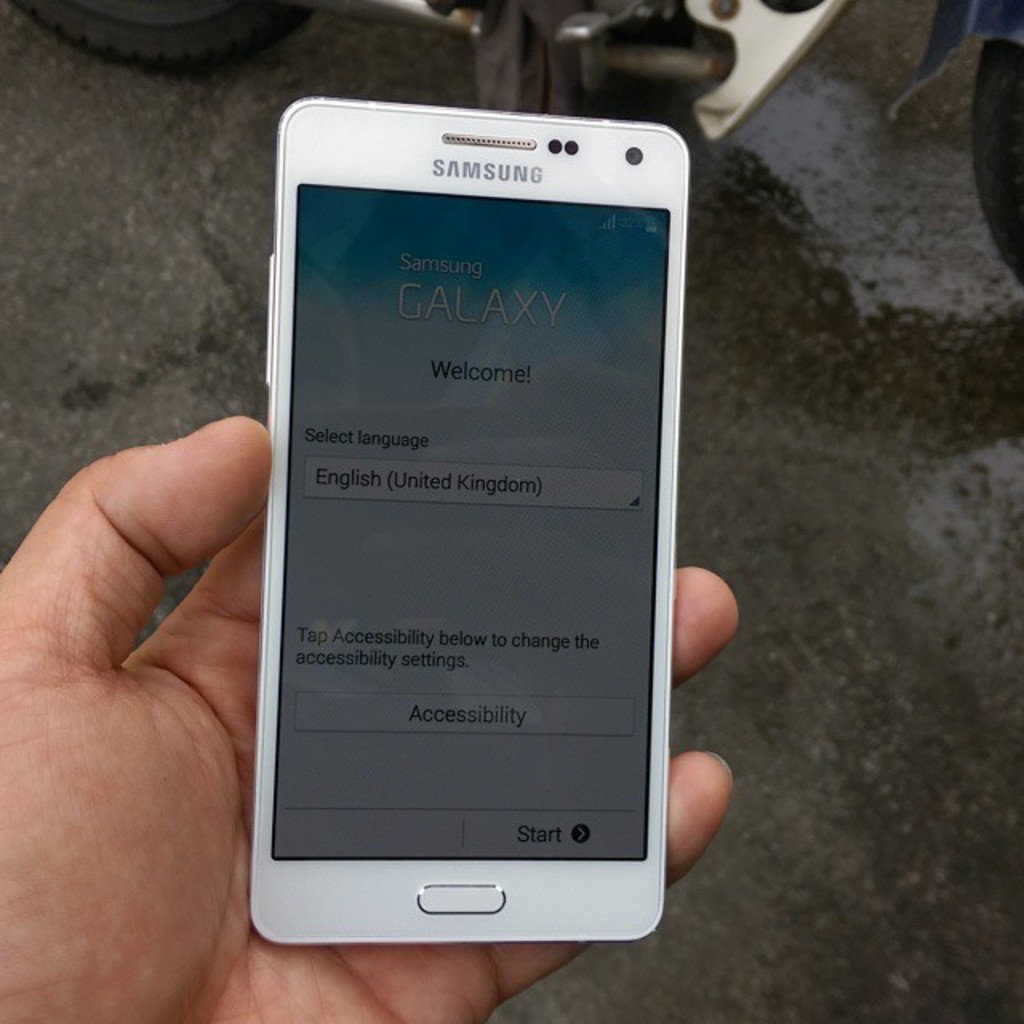 SAMSUNG
Samsung
GALAXY
Welcome!
Select language
English (United Kingdom)
Tap Accessibility below to change the
accessibility settings.
Accessibility
Start